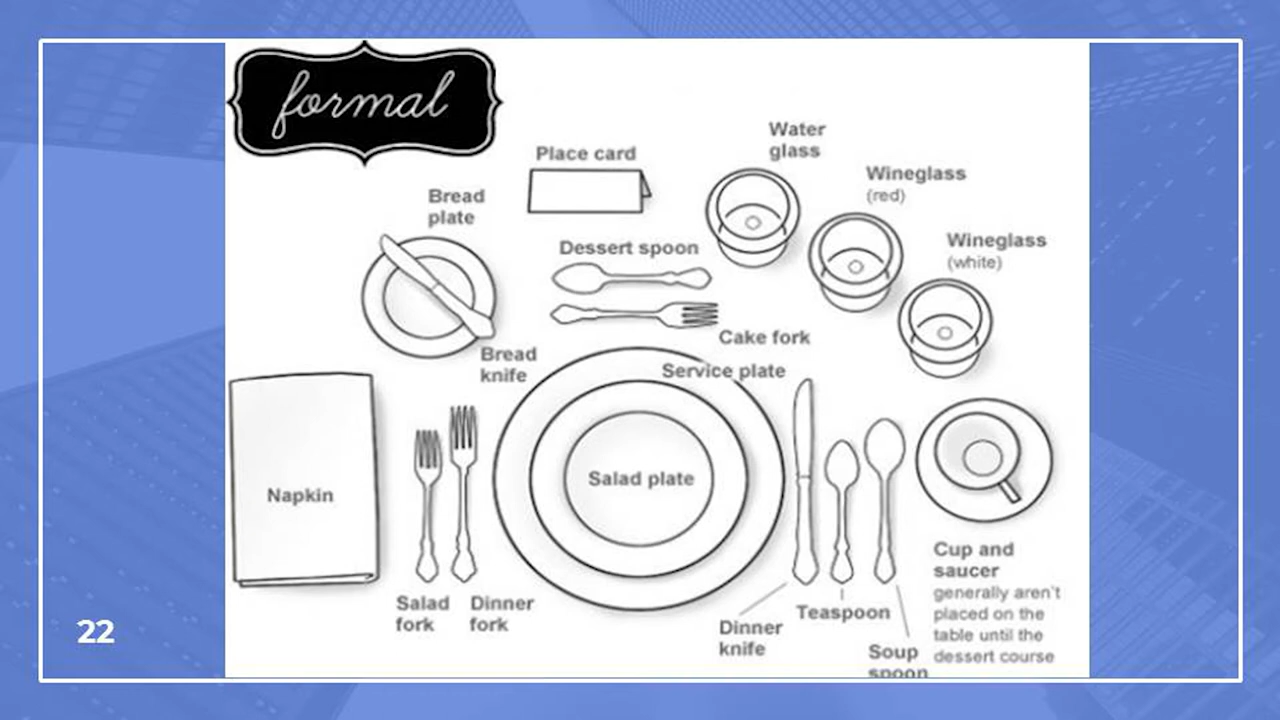 formal
Place card
Water
glass
Wineglass
(red)
Bread
plate
Dessert spoon
Wineglass
(white)
Cake fork
Bread
knife
Service plate
Napkin
Salad plate
Salad
fork
Dinner
fork
Dinner
knife
Teaspoon
Soup
spoon
Cup and
saucer
generally aren't
placed on the
table until the
dessert course
22